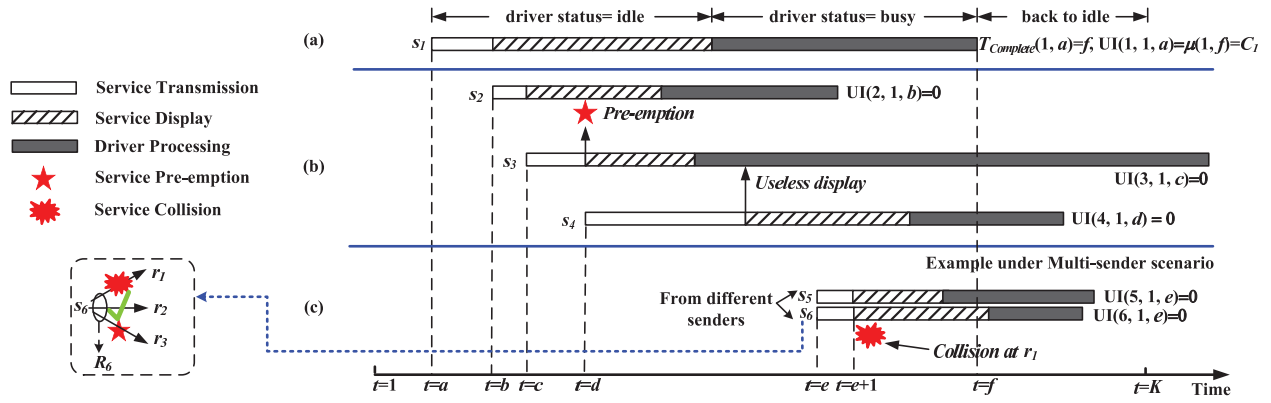 driver status= idle
driver status= busy
back to idle
(a)
s1
TComplete(1, a)=f, UI(1, 1, a)=μ(1, f)=C1
Service Transmission
Service Display
Driver Processing
Service Pre-emption
Service Collision
(b)
s2
UI(2, 1, b)=0
Pre-emption
s3
UI(3, 1, c)=0
Useless display
s4
UI(4, 1, d) = 0
Example under Multi-sender scenario
(c)
From different
senders
s5
UI(5, 1, e)=0
s6
UI(6, 1, e)=0
Collision at r1
s6
r1
r2
r3
R6
t=1
t=a
t=b
t=c
t=d
t=e
t=e+1
t=f
t=K
Time